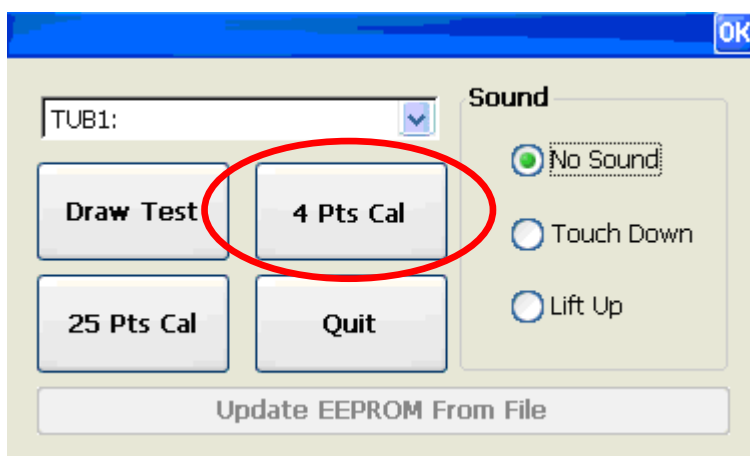 OK
TUB1:
Sound
No Sound
Draw Test
4 Pts Cal
Touch Down
25 Pts Cal
Quit
Lift Up
Update EEPROM From File